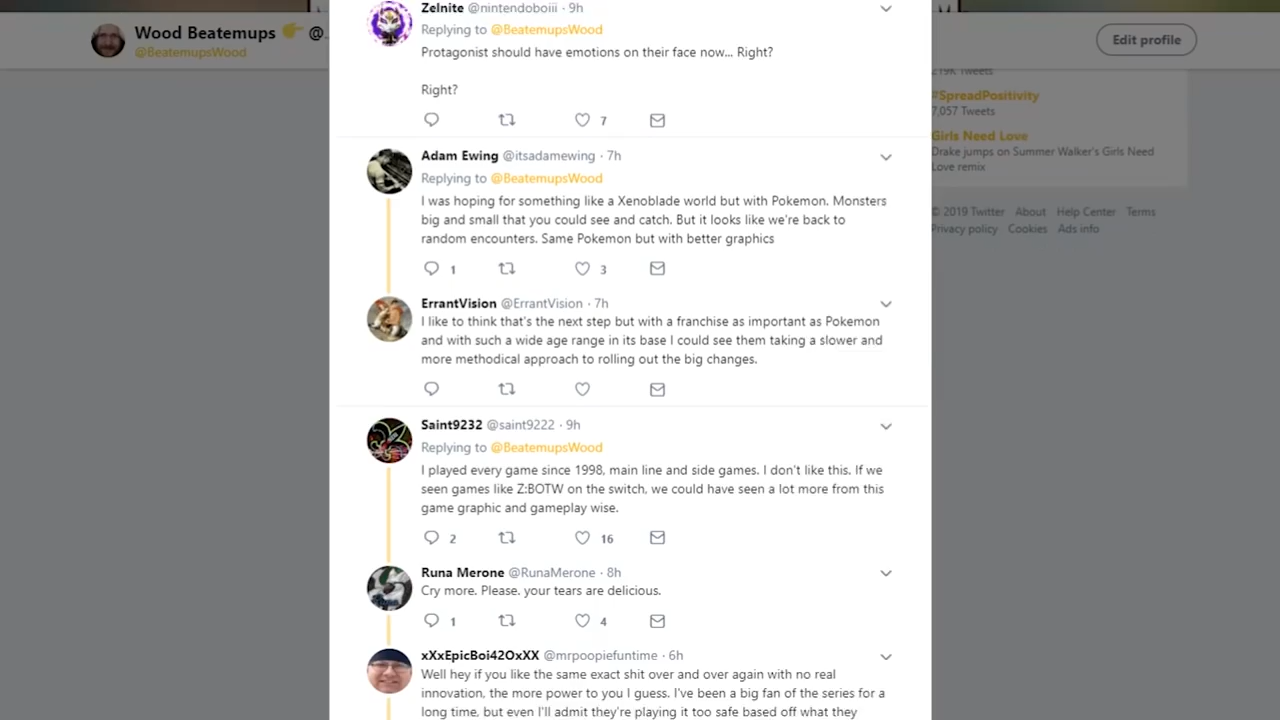 Wood Beatemups 👉 @.
@BeatemupsWood
Edit profile
Zelnite @nintendoboiii · 9h
Replying to @BeatemupsWood
Protagonist should have emotions on their face now... Right?
Right?
7
Adam Ewing @itsadamewing · 7h
Replying to @BeatemupsWood
I was hoping for something like a Xenoblade world but with Pokemon. Monsters
big and small that you could see and catch. But it looks like we're back to
random encounters. Same Pokemon but with better graphics
1 3
ErrantVision @ErrantVision · 7h
I like to think that's the next step but with a franchise as important as Pokemon
and with such a wide age range in its base I could see them taking a slower and
more methodical approach to rolling out the big changes.
Saint9232 @saint9222 · 9h
Replying to @BeatemupsWood
I played every game since 1998, main line and side games. I don't like this. If we
seen games like Z:BOTW on the switch, we could have seen a lot more from this
game graphic and gameplay wise.
2 16
Runa Merone @RunaMerone · 8h
Cry more. Please. your tears are delicious.
1 4
xXxEpicBoi42OxXX @mrpoopiefuntime · 6h
Well hey if you like the same exact shit over and over again with no real
innovation, the more power to you I guess. I've been a big fan of the series for a
long time, but even I'll admit they're playing it too safe based off what they
219K Tweets
#SpreadPositivity
7,057 Tweets
Girls Need Love
Drake jumps on Summer Walker's Girls Need
Love remix
© 2019 Twitter About Help Center Terms
Privacy policy Cookies Ads info